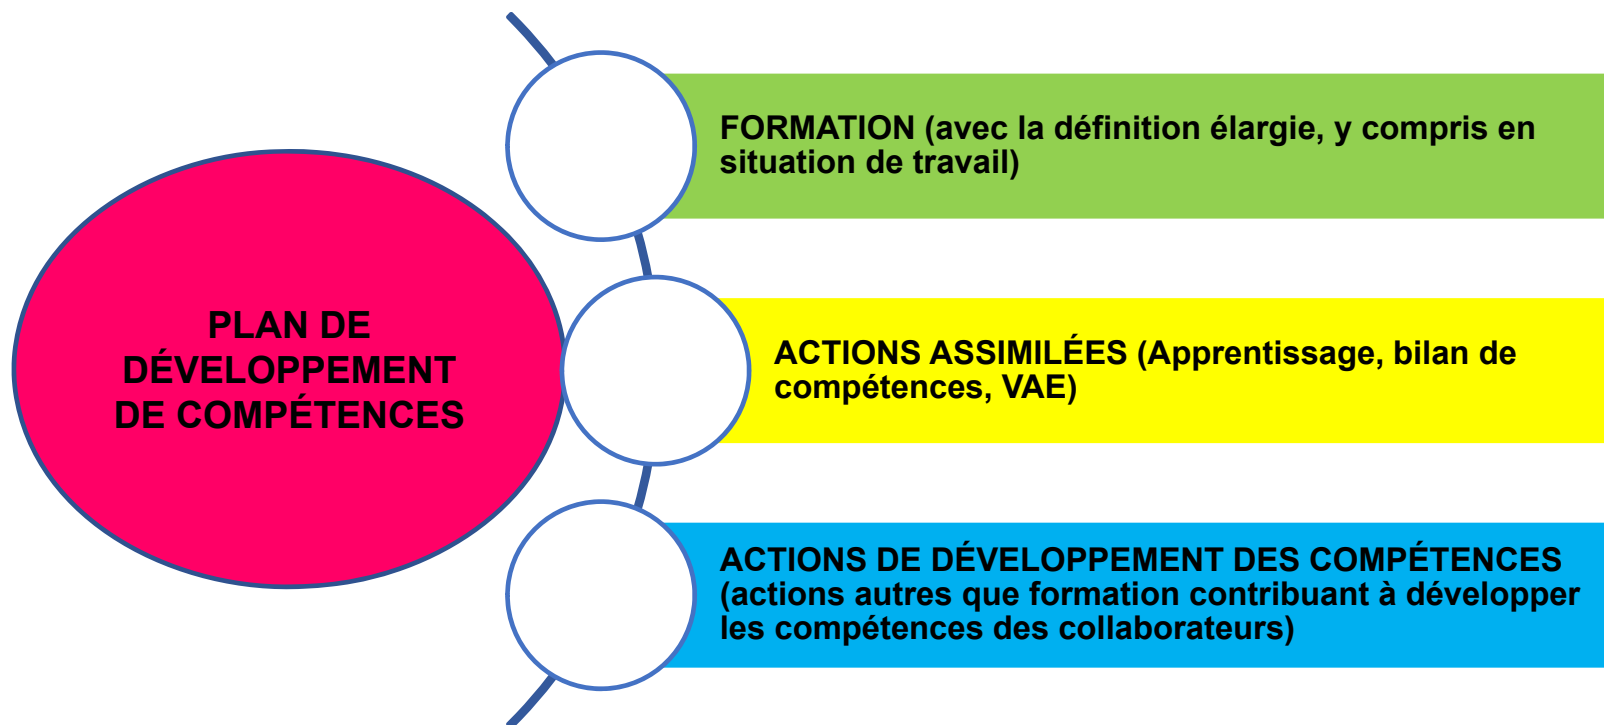 PLAN DE
DÉVELOPPEMENT
DE COMPÉTENCES
FORMATION (avec la définition élargie, y compris en
situation de travail)
ACTIONS ASSIMILÉES (Apprentissage, bilan de
compétences, VAE)
ACTIONS DE DÉVELOPPEMENT DES COMPÉTENCES
(actions autres que formation contribuant à développer
les compétences des collaborateurs)